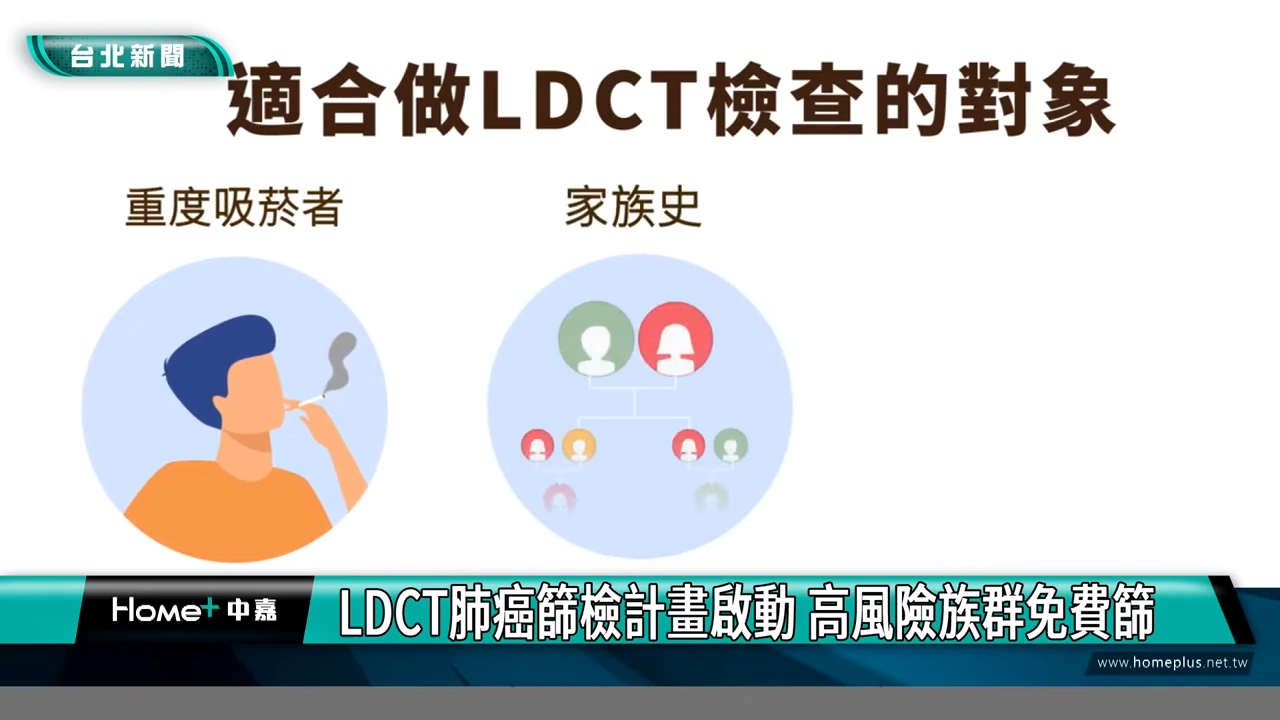 台北新聞
適合做LDCT檢查的對象
重度吸菸者
家族史
Home+中嘉
LDCT肺癌篩檢計畫啟動 高風險族群免費篩
www.homeplus.net.tw